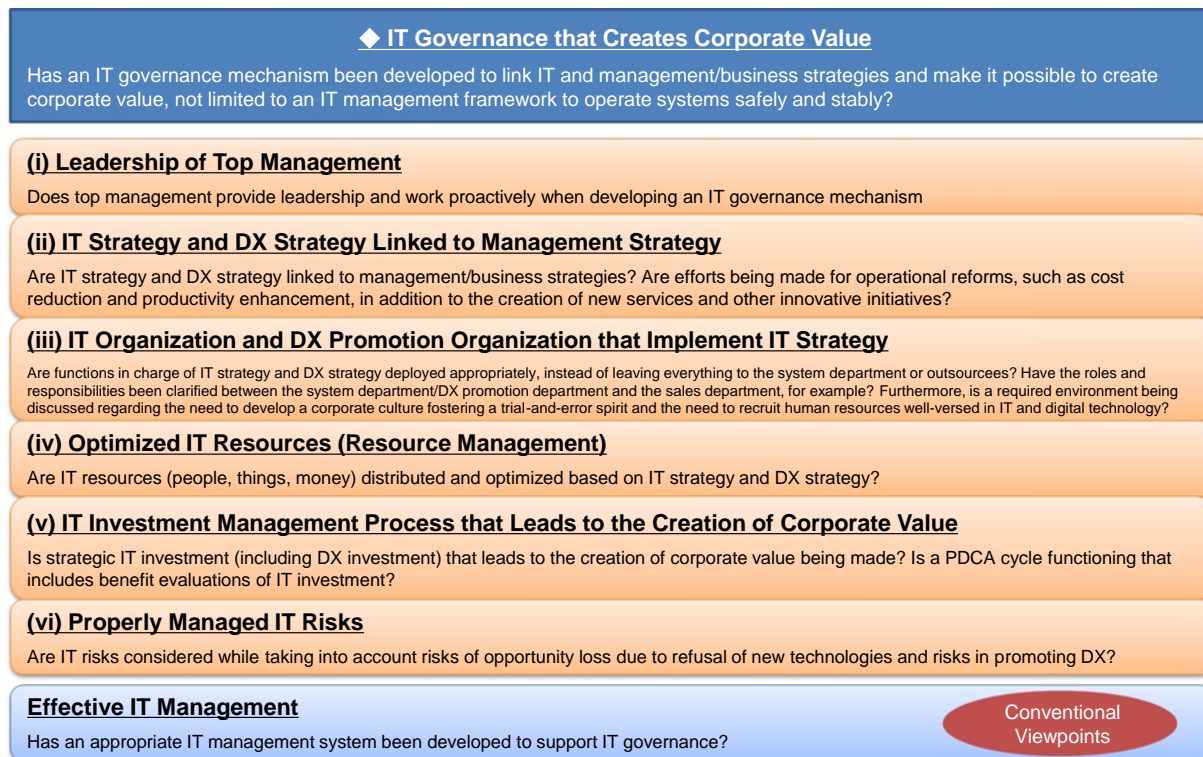 ◆ IT Governance that Creates Corporate Value
Has an IT governance mechanism been developed to link IT and management/business strategies and make it possible to create
corporate value, not limited to an IT management framework to operate systems safely and stably?
(i) Leadership of Top Management
Does top management provide leadership and work proactively when developing an IT governance mechanism
(ii) IT Strategy and DX Strategy Linked to Management Strategy
Are IT strategy and DX strategy linked to management/business strategies? Are efforts being made for operational reforms, such as cost
reduction and productivity enhancement, in addition to the creation of new services and other innovative initiatives?
(iii) IT Organization and DX Promotion Organization that Implement IT Strategy
Are functions in charge of IT strategy and DX strategy deployed appropriately, instead of leaving everything to the system department or outsourcees? Have the roles and
responsibilities been clarified between the system department/DX promotion department and the sales department, for example? Furthermore, is a required environment being
discussed regarding the need to develop a corporate culture fostering a trial-and-error spirit and the need to recruit human resources well-versed in IT and digital technology?
(iv) Optimized IT Resources (Resource Management)
Are IT resources (people, things, money) distributed and optimized based on IT strategy and DX strategy?
(v) IT Investment Management Process that Leads to the Creation of Corporate Value
Is strategic IT investment (including DX investment) that leads to the creation of corporate value being made? Is a PDCA cycle functioning that
includes benefit evaluations of IT investment?
(vi) Properly Managed IT Risks
Are IT risks considered while taking into account risks of opportunity loss due to refusal of new technologies and risks in promoting DX?
Effective IT Management
Has an appropriate IT management system been developed to support IT governance?
Conventional
Viewpoints